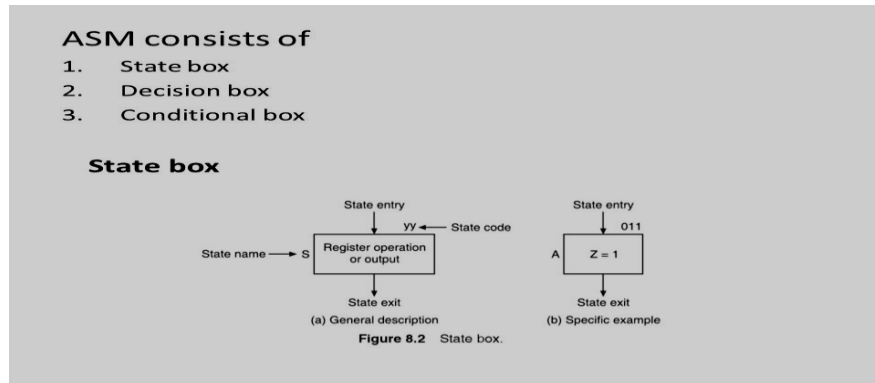 ASM consists of
1. State box
2. Decision box
3. Conditional box
State box
State entry
yy State code
State name S
Register operation
or output
State exit
(a) General description
State entry
011
A Z = 1
State exit
(b) Specific example
Figure 8.2 State box.